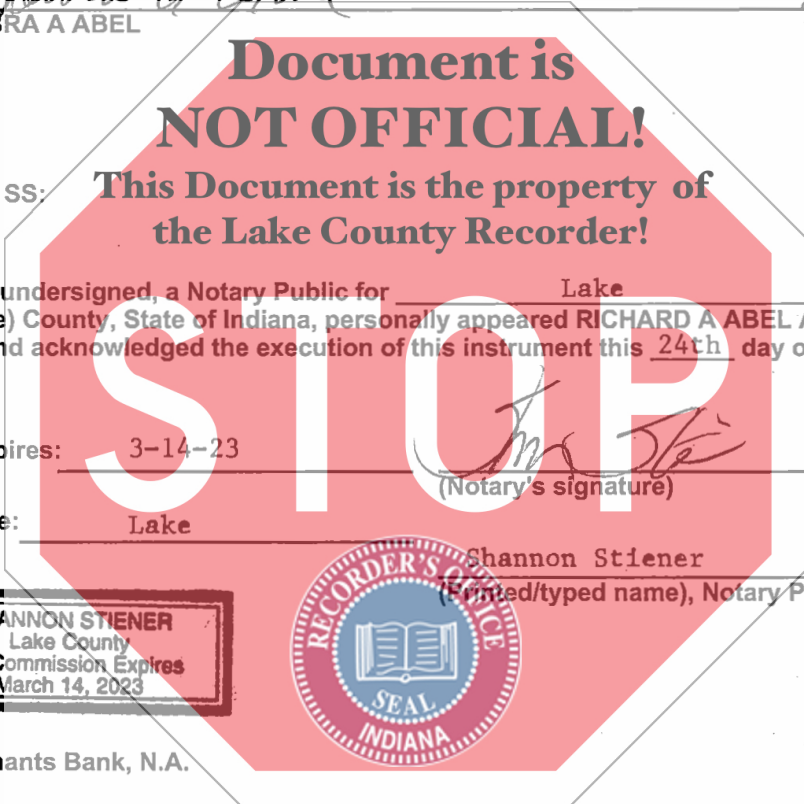 RA A ABEL
Document is
NOT OFFICIAL!
This Document is the property of
SS:
the Lake County Recorder!
undersigned, a Notary Public for Lake
e) County, State of Indiana, personally appeared RICHARD A ABEL A
nd acknowledged the execution of this instrument this 24th day o
STOP
pires: 3-14-23
(Notary's signature)
e: Lake
Shannon Stiener
(Printed/typed name), Notary P
RECORDER'S OFFICE
SEAL
INDIANA
ANNON STIENER
Lake County
Commission Expires
March 14, 2023
hants Bank, N.A.